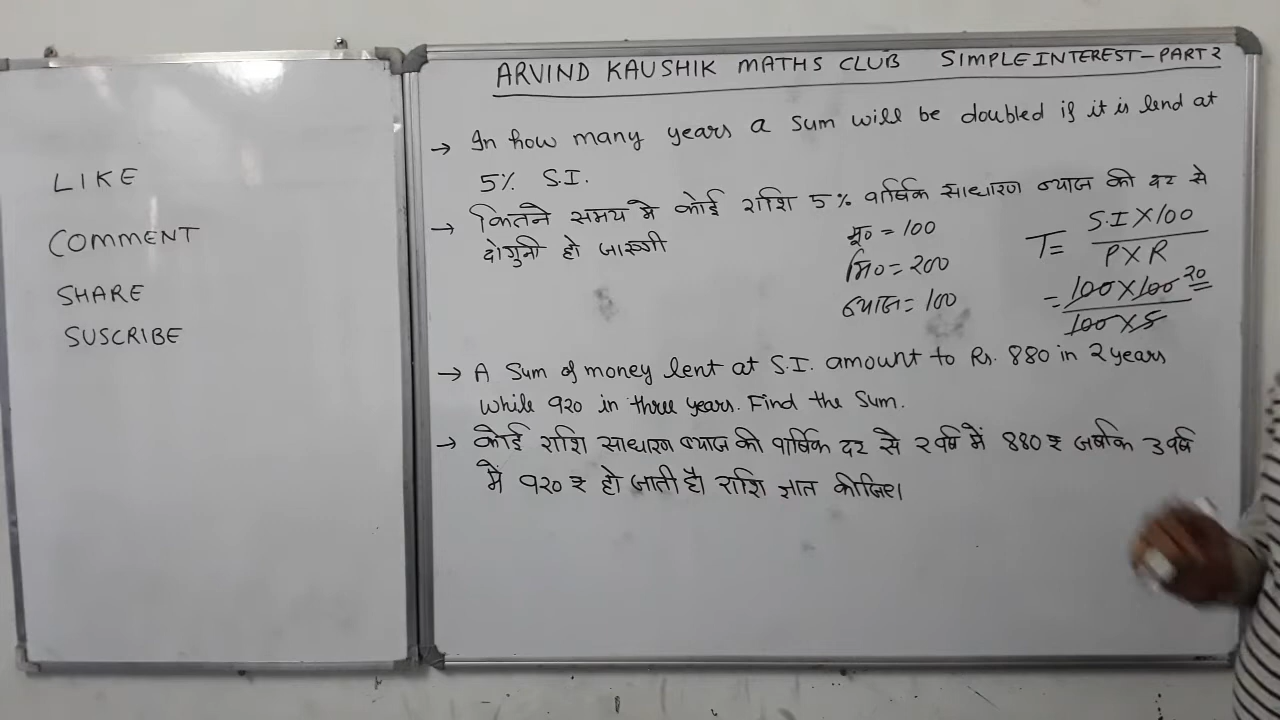 LIKE
COMMENT
SHARE
SUSCRIBE
ARVIND KAUSHIK MATHS CLUB SIMPLE INTEREST - PART 2
→ In how many years a sum will be doubled if it is lend at
5% S.I.
→ कितने समय मे कोई राशि 5% वार्षिक साधारण ब्याज की दर से
दोगुनी हो जाएगी
मू० = 100
मि० = 200
ब्याज = 100
T = S.I X 100
P X R
= 100 X 100 20
100 X 5
→ A Sum of money lent at S.I. amount to Rs. 880 in 2 years
while 920 in three years. Find the Sum.
→ कोई राशि साधारण ब्याज की वार्षिक दर से 2 वर्ष में 880 ₹ जबकि 3 वर्ष
में 920 ₹ हो जाती है। राशि ज्ञात कीजिए।